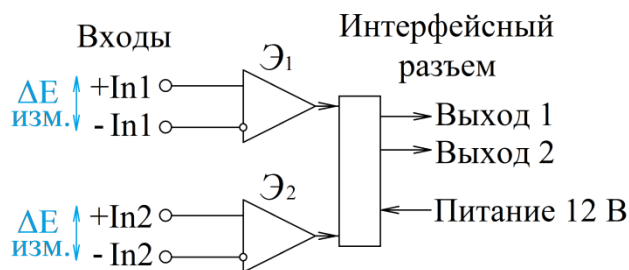 Входы
Интерфейсный
разъем
Э1
ΔE
изм.
+In1
-In1
Выход 1
Выход 2
Э2
ΔE
изм.
+In2
-In2
Питание 12 В